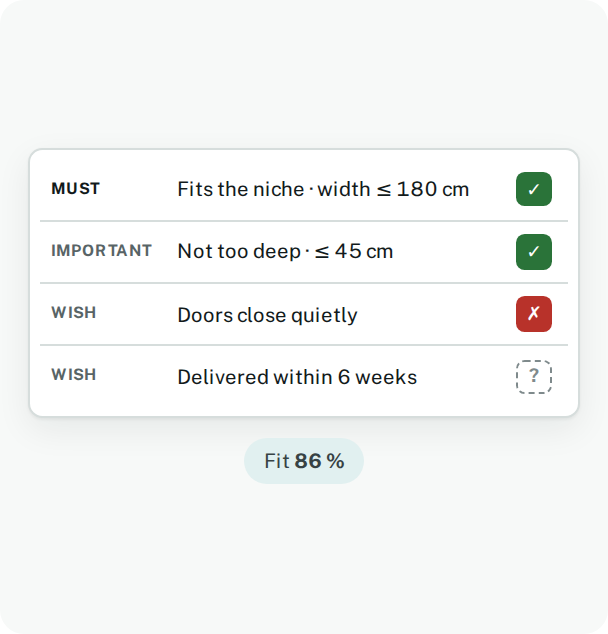 MUST Fits the niche · width ≤ 180 cm ✓
IMPORTANT Not too deep · ≤ 45 cm ✓
WISH Doors close quietly ✗
WISH Delivered within 6 weeks ?
Fit 86 %